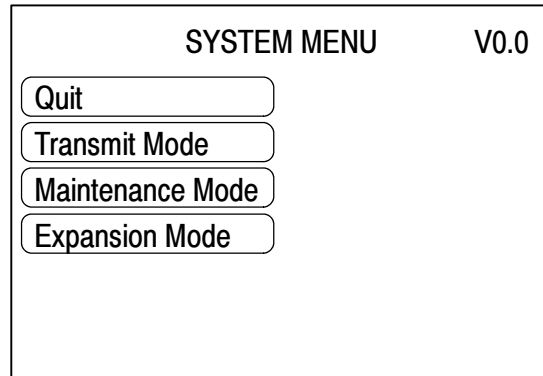 SYSTEM MENU V0.0
Quit
Transmit Mode
Maintenance Mode
Expansion Mode